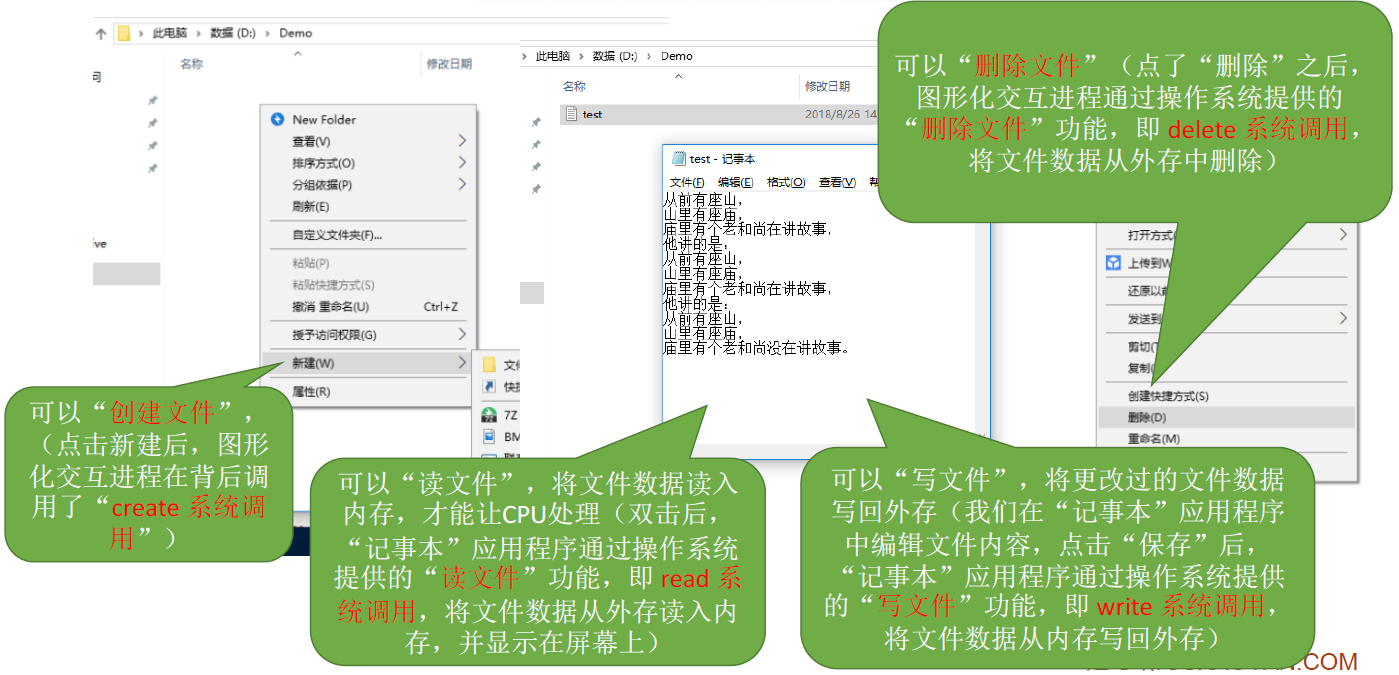 此电脑 › 数据 (D:) › Demo
名称
修改日期
问
ive
New Folder
查看(V)
排序方式(O)
分组依据(P)
刷新(E)
自定义文件夹(F)...
粘贴(P)
粘贴快捷方式(S)
撤消 重命名(U) Ctrl+Z
授予访问权限(G)
新建(W)
属性(R)
文件
快捷
7Z
BM
› 此电脑 › 数据 (D:) › Demo
名称
修改日期
test
2018/8/26 14
test - 记事本
文件(F) 编辑(E) 格式(O) 查看(V) 帮
从前有座山，
山里有座庙，
庙里有个老和尚在讲故事，
他讲的是：
从前有座山，
山里有座庙，
庙里有个老和尚在讲故事，
他讲的是：
从前有座山，
山里有座庙，
庙里有个老和尚没在讲故事。
可以“删除文件”（点了“删除”之后，
图形化交互进程通过操作系统提供的
“删除文件”功能，即 delete 系统调用，
将文件数据从外存中删除）
打开方式(
上传到W
还原以前
发送到
剪切(T
复制(
创建快捷方式(S)
删除(D)
重命名(M)
可以“创建文件”，
（点击新建后，图形
化交互进程在背后调
用了“create 系统调
用”）
可以“读文件”，将文件数据读入
内存，才能让CPU处理（双击后，
“记事本”应用程序通过操作系统
提供的“读文件”功能，即 read 系
统调用，将文件数据从外存读入内
存，并显示在屏幕上）
可以“写文件”，将更改过的文件数据
写回外存（我们在“记事本”应用程序
中编辑文件内容，点击“保存”后，
“记事本”应用程序通过操作系统提供
的“写文件”功能，即 write 系统调用，
将文件数据从内存写回外存）
.COM